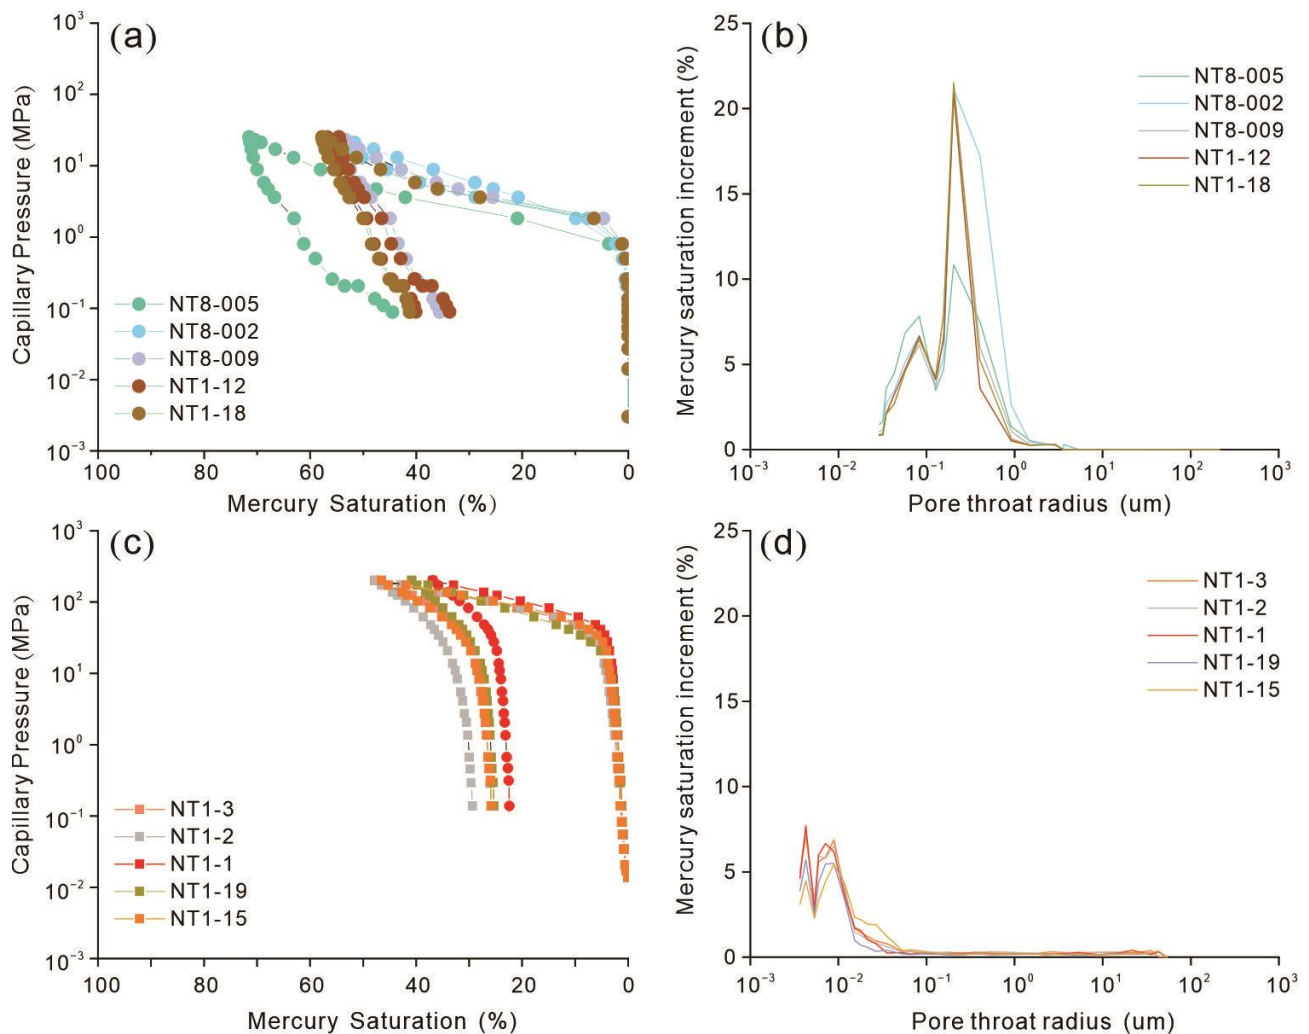 (a)
Capillary Pressure (MPa)
10³
10²
10¹
10⁰
10⁻¹
10⁻²
10⁻³
NT8-005
NT8-002
NT8-009
NT1-12
NT1-18
100 80 60 40 20 0
Mercury Saturation (%)
(b)
Mercury saturation increment (%)
25
20
15
10
5
0
NT8-005
NT8-002
NT8-009
NT1-12
NT1-18
10⁻³ 10⁻² 10⁻¹ 10⁰ 10¹ 10² 10³
Pore throat radius (um)
(c)
Capillary Pressure (MPa)
10³
10²
10¹
10⁰
10⁻¹
10⁻²
10⁻³
NT1-3
NT1-2
NT1-1
NT1-19
NT1-15
100 80 60 40 20 0
Mercury Saturation (%)
(d)
Mercury saturation increment (%)
25
20
15
10
5
0
NT1-3
NT1-2
NT1-1
NT1-19
NT1-15
10⁻³ 10⁻² 10⁻¹ 10⁰ 10¹ 10² 10³
Pore throat radius (um)